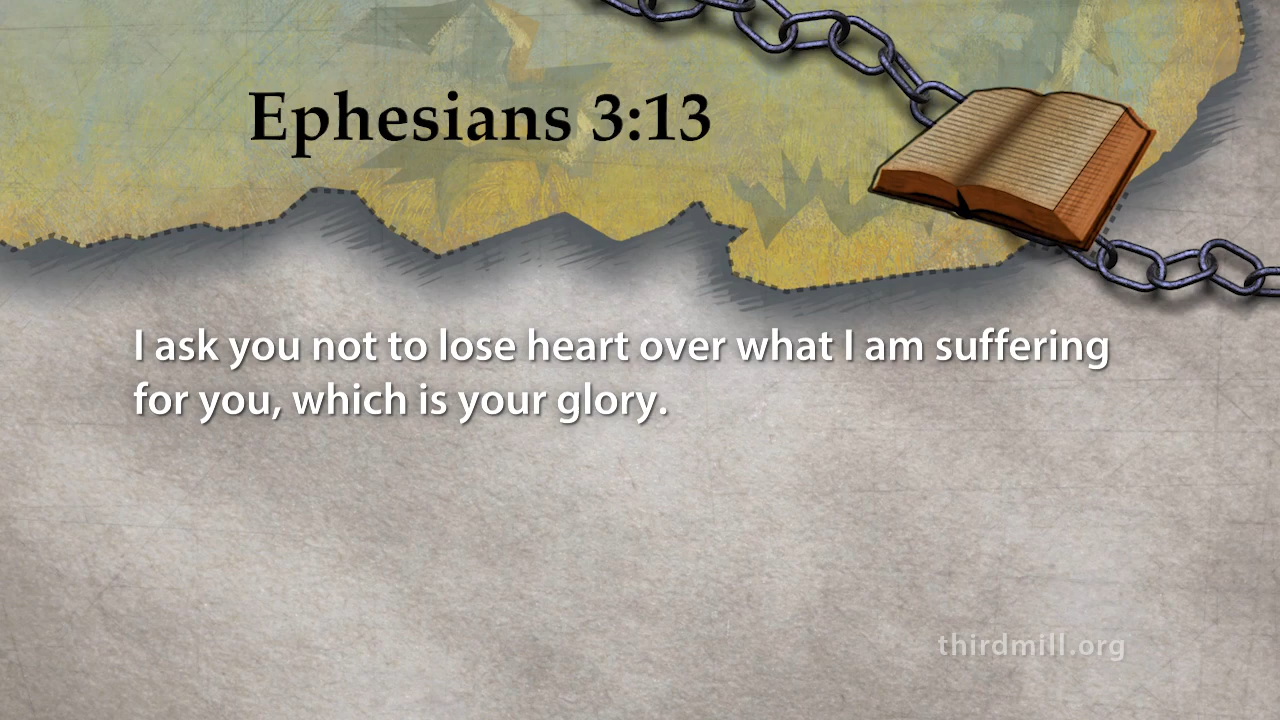 Ephesians 3:13
I ask you not to lose heart over what I am suffering
for you, which is your glory.
thirdmill.org